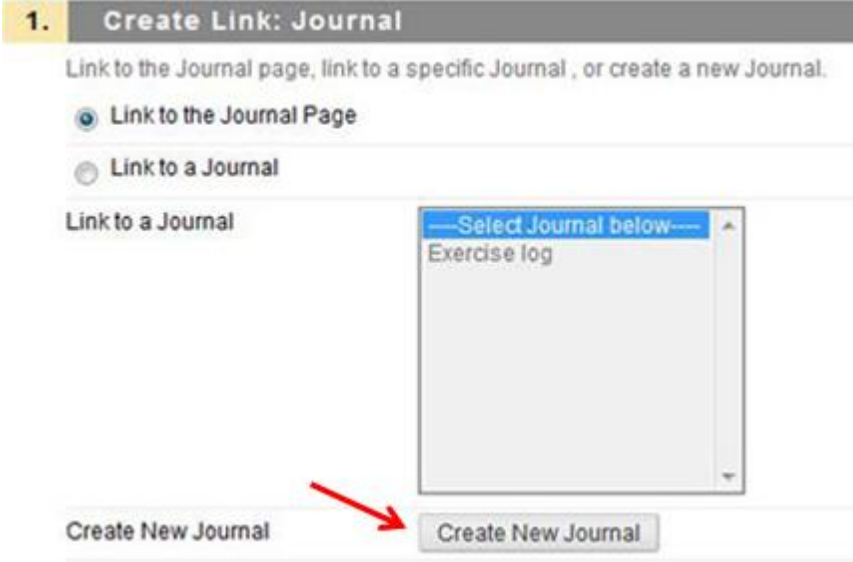 1. Create Link: Journal
Link to the Journal page, link to a specific Journal , or create a new Journal.
Link to the Journal Page
Link to a Journal
Link to a Journal
----Select Journal below----
Exercise log
Create New Journal
Create New Journal